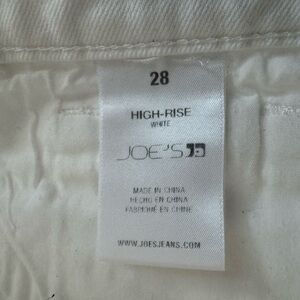 28
HIGH-RISE
WHITE
JOE'S
MADE IN CHINA
HECHO EN CHINA
FABRIQUÉ EN CHINE
WWW.JOESJEANS.COM